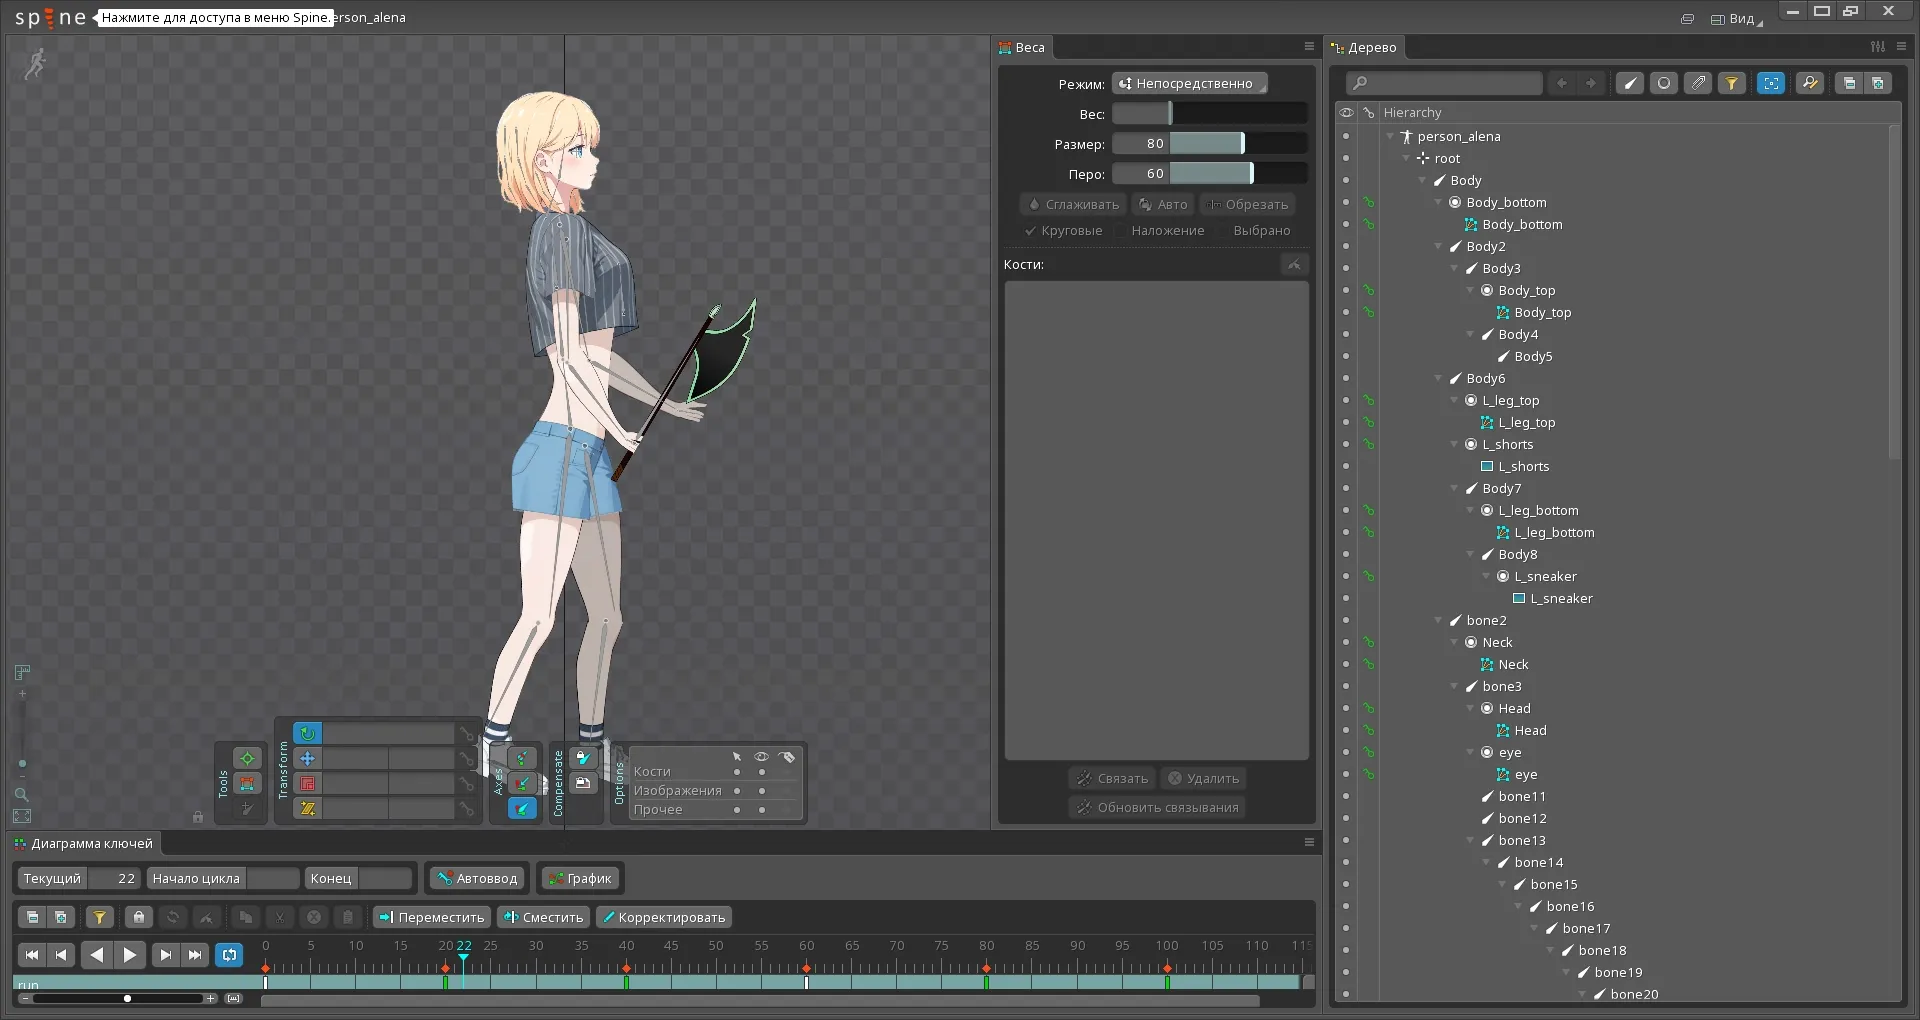 spine
Нажмите для доступа в меню Spine.
erson_alena
Вид
Веса
Режим:
Непосредственно
Вес:
Размер:
80
Перо:
60
Сглаживать
Авто
Обрезать
Круговые
Наложение
Выбрано
Кости:
Связать
Удалить
Обновить связывания
Дерево
Hierarchy
person_alena
root
Body
Body_bottom
Body_bottom
Body2
Body3
Body_top
Body_top
Body4
Body5
Body6
L_leg_top
L_leg_top
L_shorts
L_shorts
Body7
L_leg_bottom
L_leg_bottom
Body8
L_sneaker
L_sneaker
bone2
Neck
Neck
bone3
Head
Head
eye
eye
bone11
bone12
bone13
bone14
bone15
bone16
bone17
bone18
bone19
bone20
Tools
Transform
Axes
Compensate
Options
Кости
Изображения
Прочее
Диаграмма ключей
Текущий 22
Начало цикла
Конец
Автоввод
График
Переместить
Сместить
Корректировать
0 5 10 15 20 22 25 30 35 40 45 50 55 60 65 70 75 80 85 90 95 100 105 110 115
run